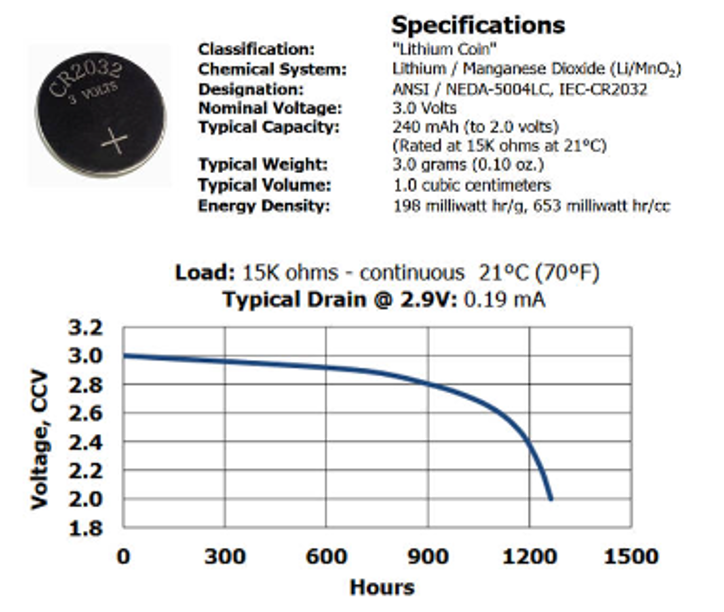 Specifications
CR2032
3 VOLTS
+
Classification: "Lithium Coin"
Chemical System: Lithium / Manganese Dioxide (Li/MnO₂)
Designation: ANSI / NEDA-5004LC, IEC-CR2032
Nominal Voltage: 3.0 Volts
Typical Capacity: 240 mAh (to 2.0 volts)
(Rated at 15K ohms at 21°C)
Typical Weight: 3.0 grams (0.10 oz.)
Typical Volume: 1.0 cubic centimeters
Energy Density: 198 milliwatt hr/g, 653 milliwatt hr/cc
Load: 15K ohms - continuous 21°C (70°F)
Typical Drain @ 2.9V: 0.19 mA
Voltage, CCV
3.2
3.0
2.8
2.6
2.4
2.2
2.0
1.8
0 300 600 900 1200 1500
Hours